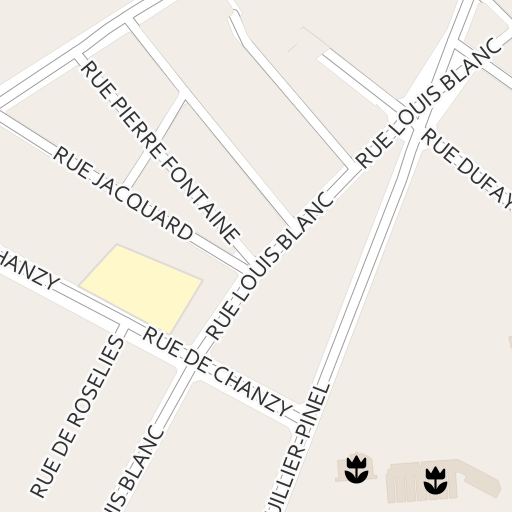 RUE LOUIS BLANC
RUE PIERRE FONTAINE
RUE JACQUARD
RUE DUFAY
RUE LOUIS BLANC
HANZY
RUE DE CHANZY
RUE DE ROSELIES
UIS BLANC
UILLIER-PINEL